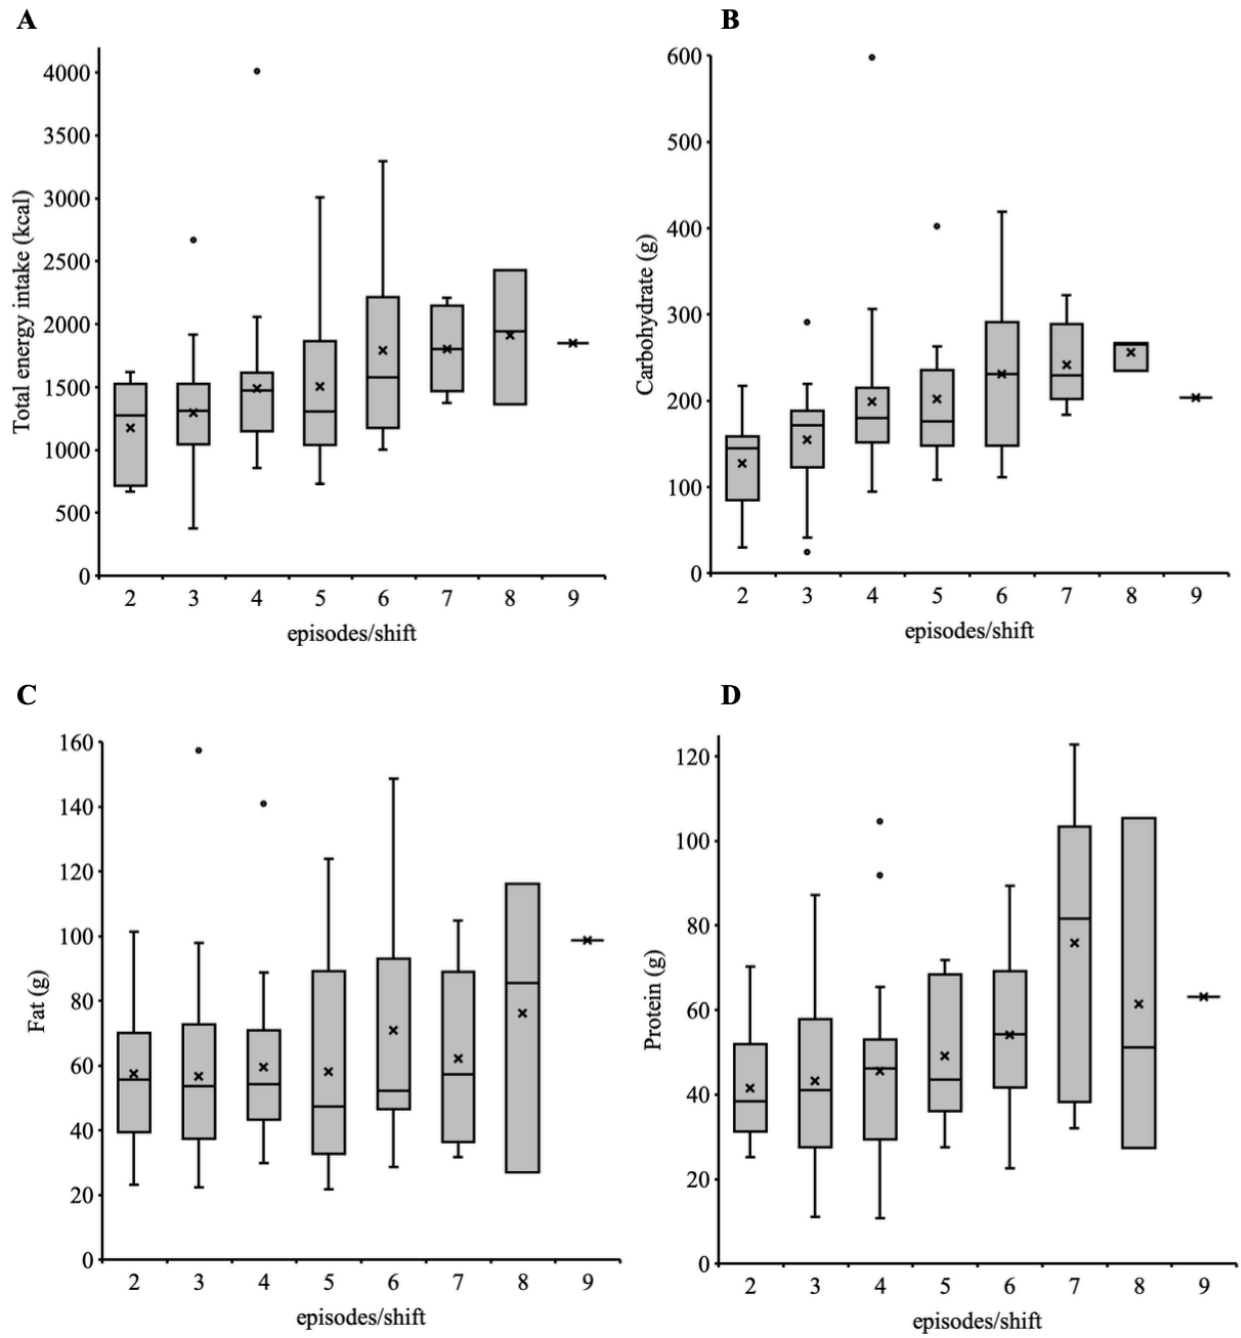 A
Total energy intake (kcal)
4000
3500
3000
2500
2000
1500
1000
500
0
2 3 4 5 6 7 8 9
episodes/shift
B
Carbohydrate (g)
600
500
400
300
200
100
0
2 3 4 5 6 7 8 9
episodes/shift
C
Fat (g)
160
140
120
100
80
60
40
20
0
2 3 4 5 6 7 8 9
episodes/shift
D
Protein (g)
120
100
80
60
40
20
0
2 3 4 5 6 7 8 9
episodes/shift